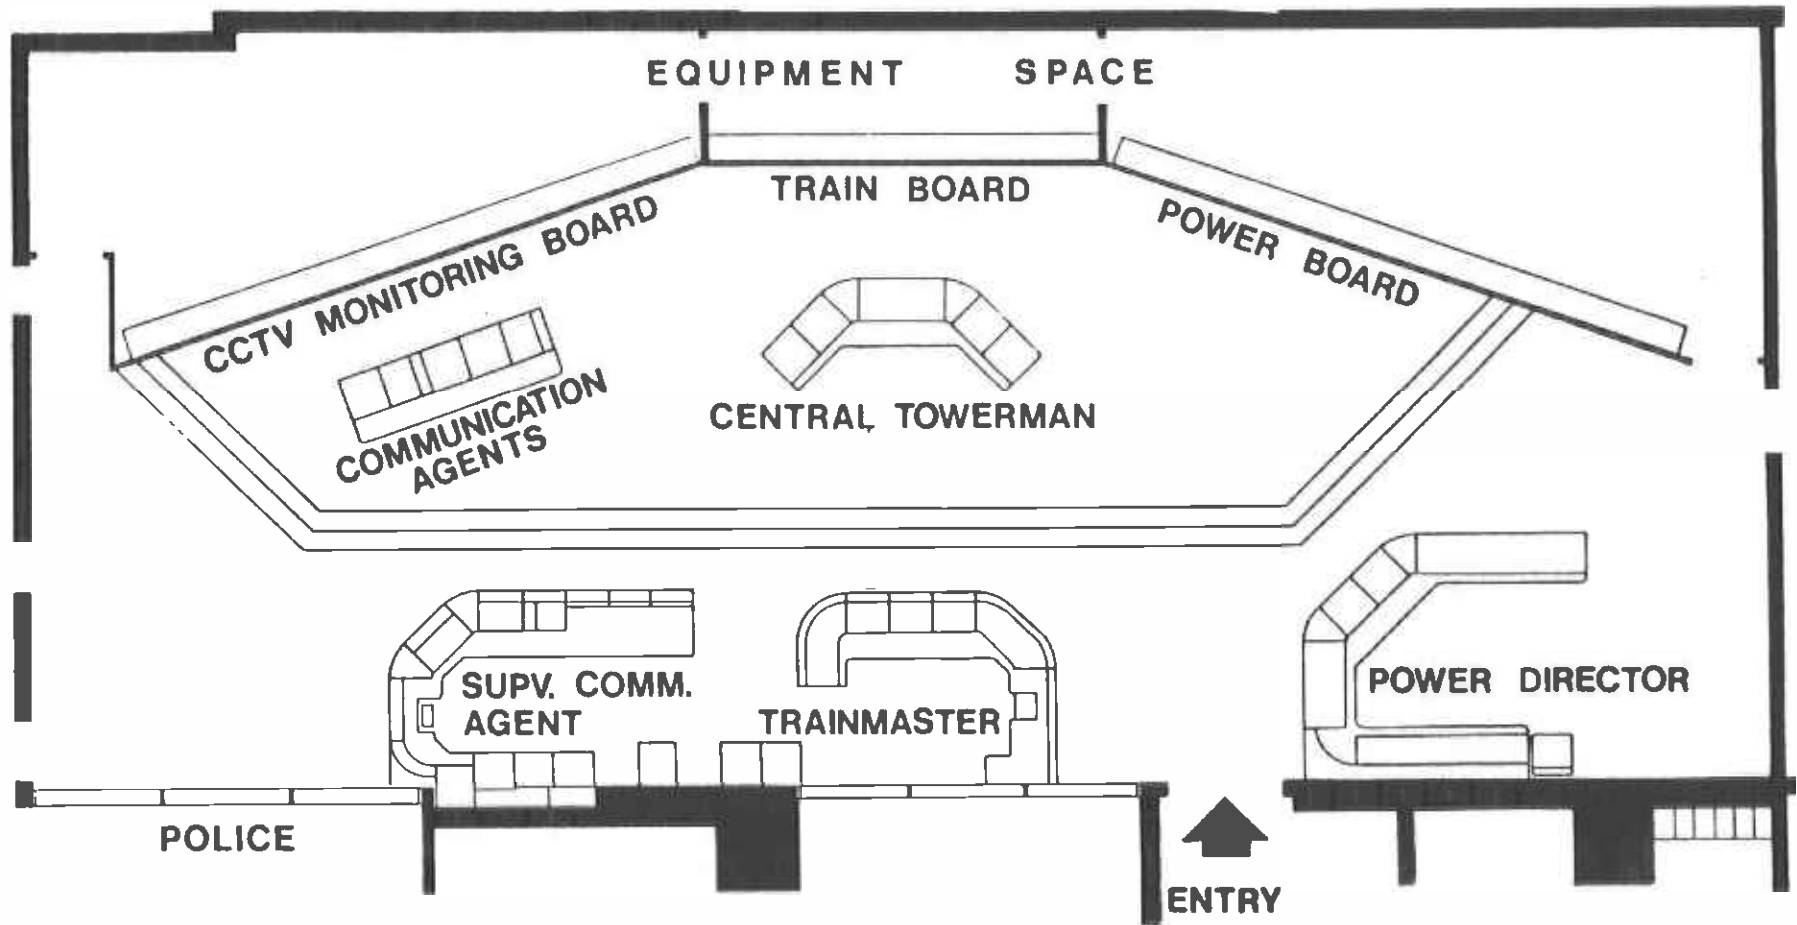 EQUIPMENT SPACE
TRAIN BOARD
CCTV MONITORING BOARD
POWER BOARD
COMMUNICATION
AGENTS
CENTRAL TOWERMAN
SUPV. COMM.
AGENT
TRAINMASTER
POWER DIRECTOR
POLICE
ENTRY